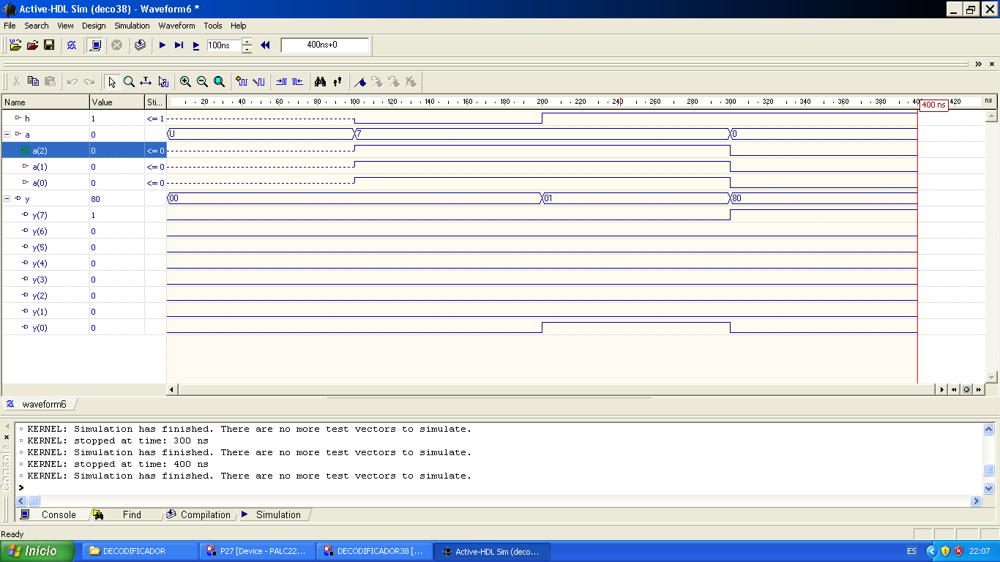 Active-HDL Sim (deco38) - Waveform6 *
File Search View Design Simulation Waveform Tools Help
100ns 400ns+0
Name Value Sti... 20 40 60 80 100 120 140 160 180 200 220 240 260 280 300 320 340 360 380 420 ns
400 ns
h 1 <= 1
a 0 U 7 0
a(2) 0 <= 0
a(1) 0 <= 0
a(0) 0 <= 0
y 80 00 01 80
y(7) 1
y(6) 0
y(5) 0
y(4) 0
y(3) 0
y(2) 0
y(1) 0
y(0) 0
waveform6
KERNEL: Simulation has finished. There are no more test vectors to simulate.
KERNEL: stopped at time: 300 ns
KERNEL: Simulation has finished. There are no more test vectors to simulate.
KERNEL: stopped at time: 400 ns
KERNEL: Simulation has finished. There are no more test vectors to simulate.
>
Consola
Console Find Compilation Simulation
Ready
Inicio DECODIFICADOR P27 [Device - PALC22... DECODIFICADOR38 [... Active-HDL Sim (deco... ES 22:07